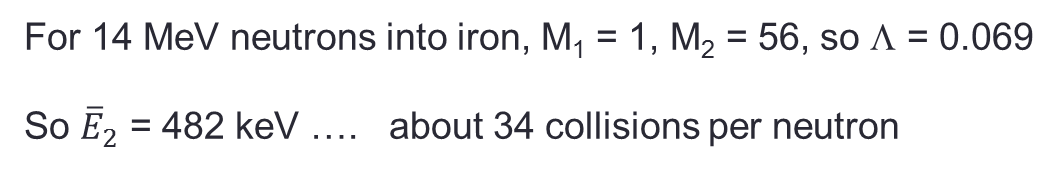 For 14 MeV neutrons into iron, M₁ = 1, M₂ = 56, so Λ = 0.069
So Ē₂ = 482 keV …. about 34 collisions per neutron